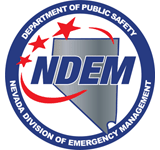 DEPARTMENT OF PUBLIC SAFETY
NDEM
NEVADA DIVISION OF EMERGENCY MANAGEMENT